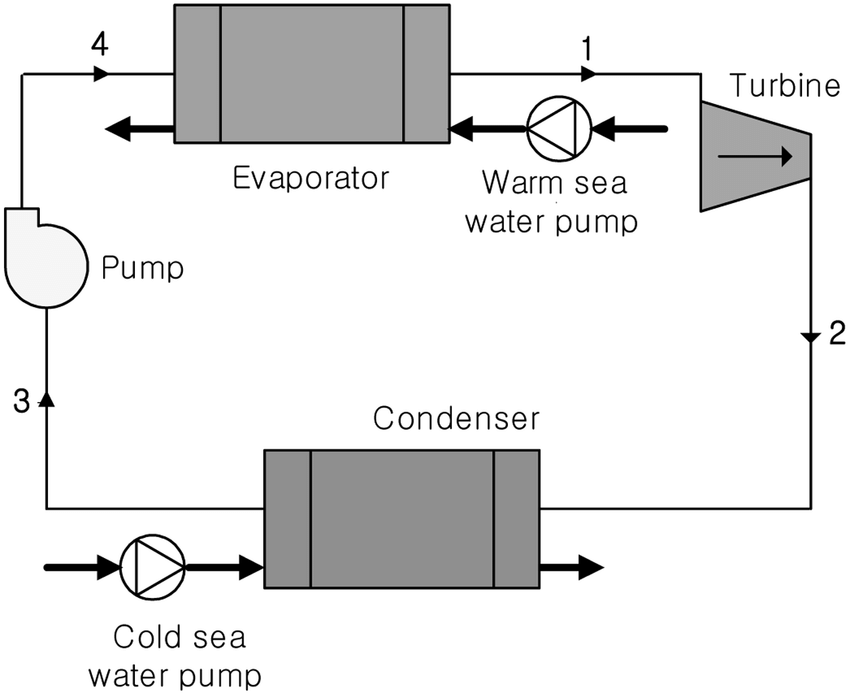 4
1
Turbine
Evaporator
Warm sea
water pump
Pump
2
3
Condenser
Cold sea
water pump